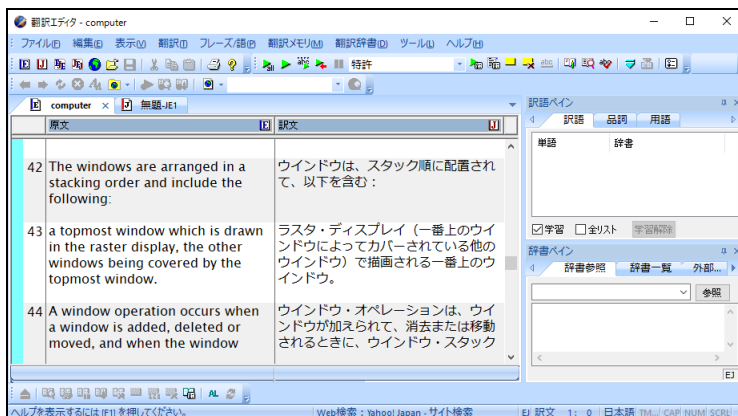 翻訳エディタ - computer
ファイル(F) 編集(E) 表示(V) 翻訳(T) フレーズ/語(P) 翻訳メモリ(M) 翻訳辞書(D) ツール(L) ヘルプ(H)
特許
computer × 無題-JE1
原文 E 訳文 J
42 The windows are arranged in a
stacking order and include the
following:
ウインドウは、スタック順に配置され
て、以下を含む：
43 a topmost window which is drawn
in the raster display, the other
windows being covered by the
topmost window.
ラスタ・ディスプレイ（一番上のウイ
ンドウによってカバーされている他の
ウインドウ）で描画される一番上のウ
インドウ。
44 A window operation occurs when
a window is added, deleted or
moved, and when the window
ウインドウ・オペレーションは、ウイ
ンドウが加えられて、消去または移動
されるときに、ウインドウ・スタック
訳語ペイン
訳語 品詞 用語
単語 辞書
学習 全リスト 学習解除
辞書ペイン
辞書参照 辞書一覧 外部...
参照
EJ
AL
ヘルプを表示するには [F1] を押してください。 Web検索：Yahoo! Japan - サイト検索 EJ 訳文 1: 0 日本語 TM... CAP NUM SCRL